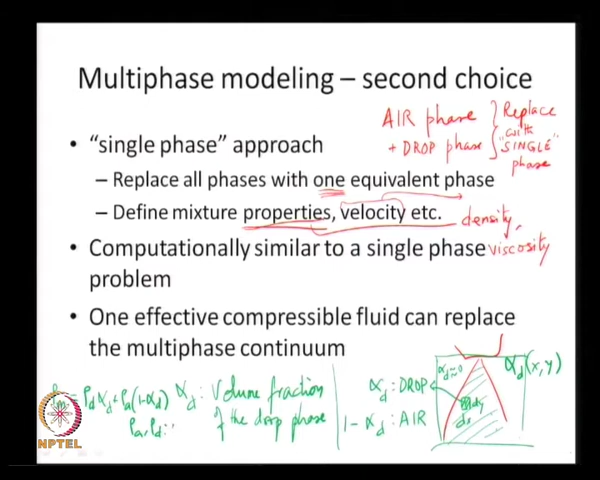 Multiphase modeling – second choice
AIR phase
+ DROP phase
Replace
with
"SINGLE"
phase
• "single phase" approach
– Replace all phases with one equivalent phase
– Define mixture properties, velocity etc.
density,
viscosity
• Computationally similar to a single phase
problem
• One effective compressible fluid can replace
the multiphase continuum
= ρd αd + ρa(1-αd)
ρa, ρd:
αd : Volume fraction
of the drop phase
αd : DROP
1 - αd : AIR
αd≈0
αd(x, y)
NPTEL